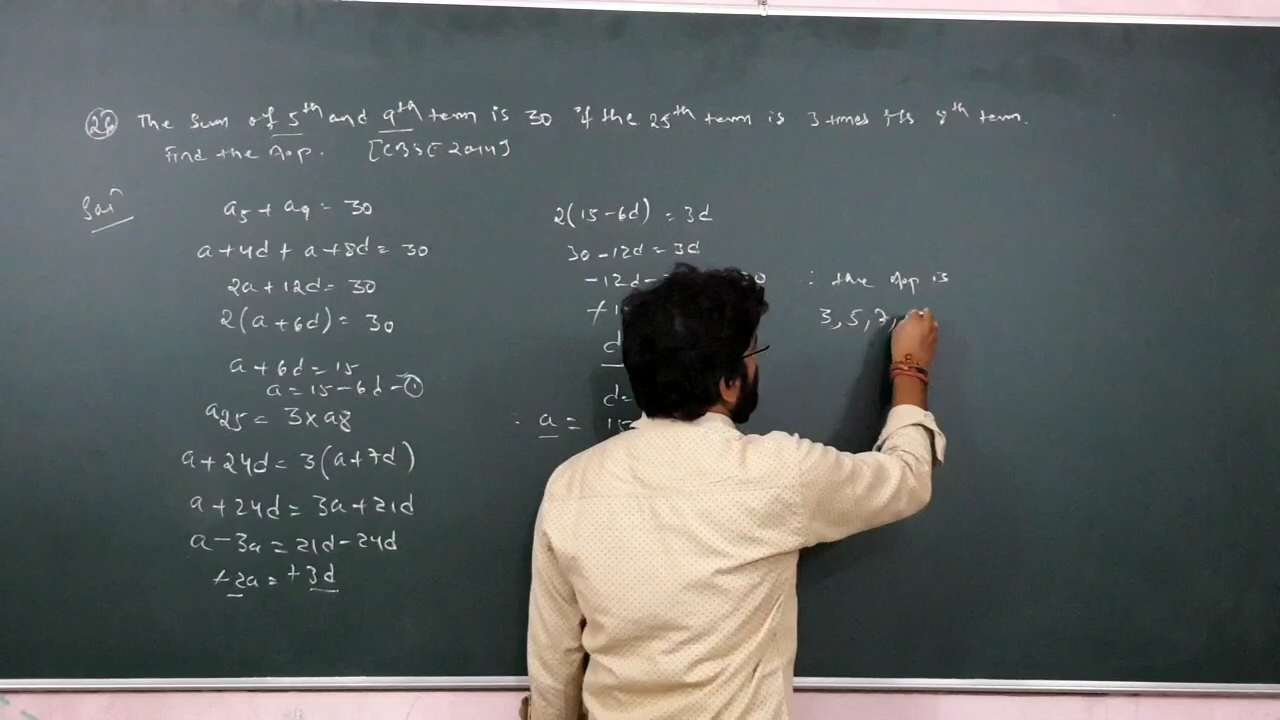 26 The Sum of 5th and 9th term is 30 if the 25th term is 3 times its 8th term.
Find the A.p. [CBSE 2014]
Soln
a5 + a9 = 30
a + 4d + a + 8d = 30
2a + 12d = 30
2(a + 6d) = 30
a + 6d = 15
a = 15 - 6d - ①
a25 = 3 x a8
a + 24d = 3(a + 7d)
a + 24d = 3a + 21d
a - 3a = 21d - 24d
+2a = +3d
2(15 - 6d) = 3d
30 - 12d = 3d
-12d -
d
d =
∴ a = 15
∴ the A.p is
3, 5, 7,